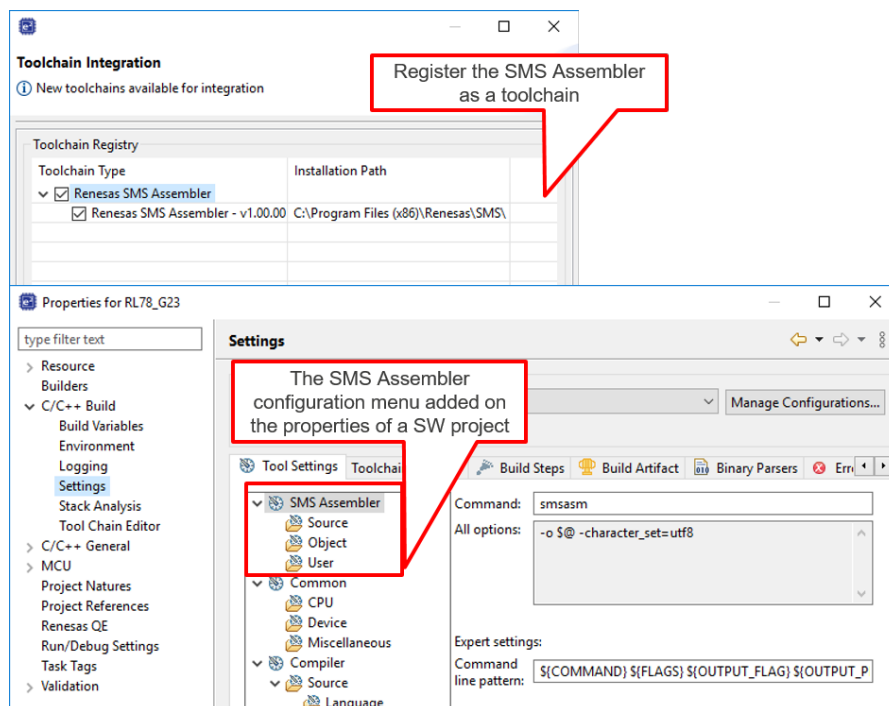 Toolchain Integration
New toolchains available for integration
Register the SMS Assembler
as a toolchain
Toolchain Registry
Toolchain Type Installation Path
Renesas SMS Assembler
Renesas SMS Assembler - v1.00.00 C:\Program Files (x86)\Renesas\SMS\
Properties for RL78_G23
type filter text
Resource
Builders
C/C++ Build
Build Variables
Environment
Logging
Settings
Stack Analysis
Tool Chain Editor
C/C++ General
MCU
Project Natures
Project References
Renesas QE
Run/Debug Settings
Task Tags
Validation
Settings
The SMS Assembler
configuration menu added on
the properties of a SW project
Manage Configurations...
Tool Settings Toolchai Build Steps Build Artifact Binary Parsers Err
SMS Assembler
Source
Object
User
Common
CPU
Device
Miscellaneous
Compiler
Source
Language
Command: smsasm
All options: -o $@ -character_set=utf8
Expert settings:
Command
line pattern: ${COMMAND} ${FLAGS} ${OUTPUT_FLAG} ${OUTPUT_P